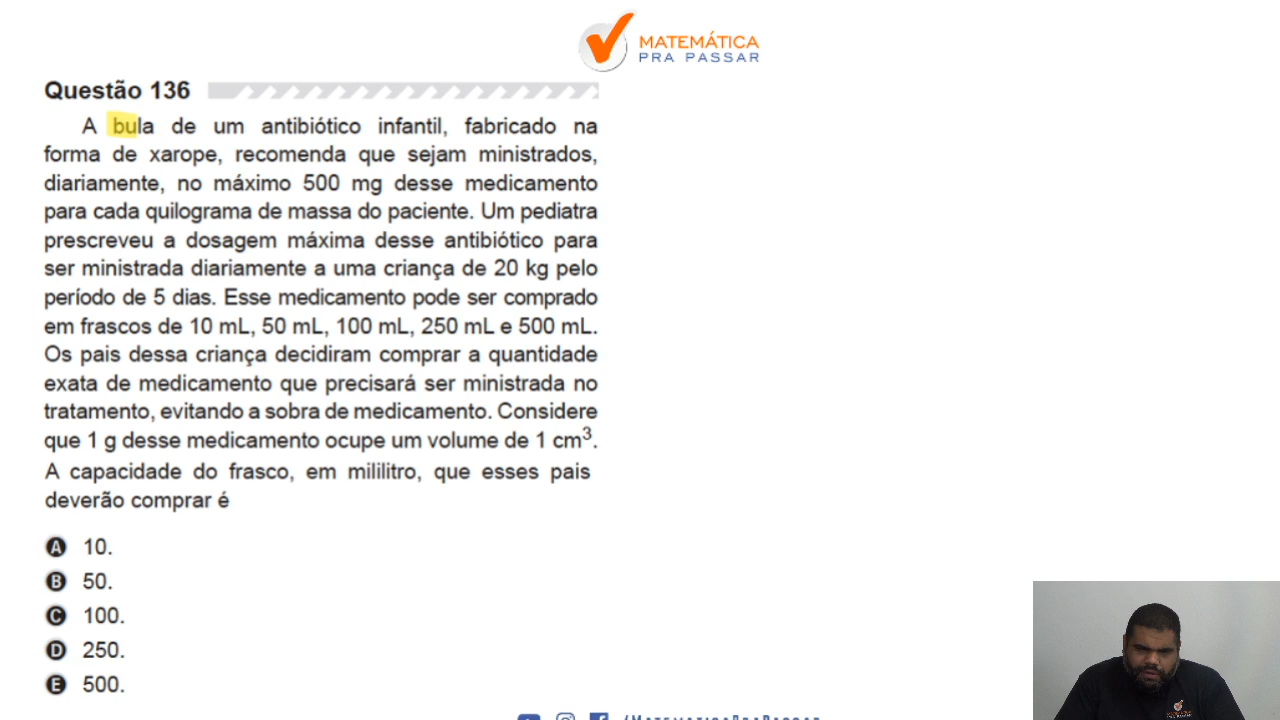 MATEMÁTICA
PRA PASSAR
Questão 136
A bula de um antibiótico infantil, fabricado na
forma de xarope, recomenda que sejam ministrados,
diariamente, no máximo 500 mg desse medicamento
para cada quilograma de massa do paciente. Um pediatra
prescreveu a dosagem máxima desse antibiótico para
ser ministrada diariamente a uma criança de 20 kg pelo
período de 5 dias. Esse medicamento pode ser comprado
em frascos de 10 mL, 50 mL, 100 mL, 250 mL e 500 mL.
Os pais dessa criança decidiram comprar a quantidade
exata de medicamento que precisará ser ministrada no
tratamento, evitando a sobra de medicamento. Considere
que 1 g desse medicamento ocupe um volume de 1 cm³.
A capacidade do frasco, em mililitro, que esses pais
deverão comprar é
A 10.
B 50.
C 100.
D 250.
E 500.
/MATEMATICAPRAPASSAR